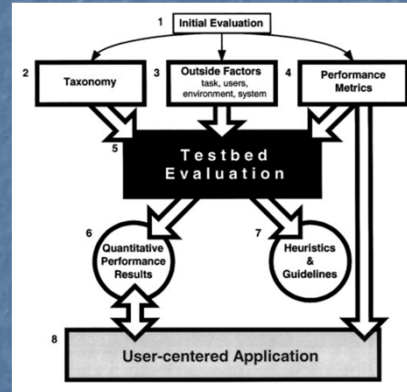 1 Initial Evaluation
2 Taxonomy
3 Outside Factors
task, users,
environment, system
4 Performance
Metrics
5 Testbed
Evaluation
6 Quantitative
Performance
Results
7 Heuristics
&
Guidelines
8 User-centered Application